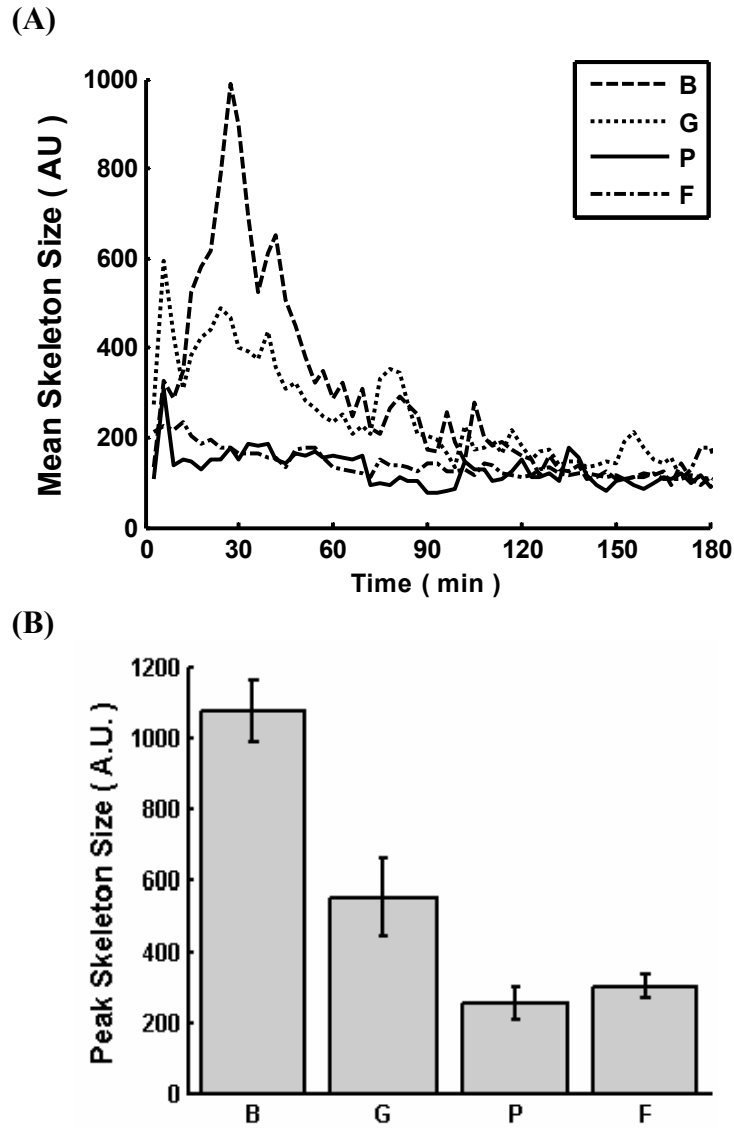 (A)
Mean Skeleton Size ( AU )
1000
800
600
400
200
0
0 30 60 90 120 150 180
Time ( min )
B
G
P
F
(B)
Peak Skeleton Size ( A.U. )
1200
1000
800
600
400
200
0
B G P F